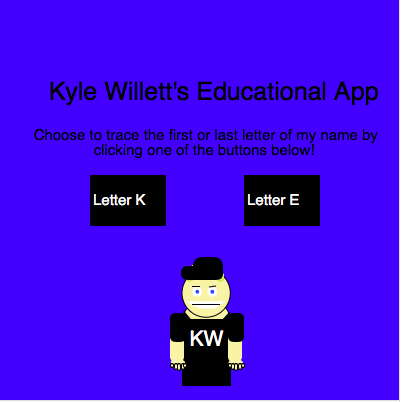 Kyle Willett's Educational App
Choose to trace the first or last letter of my name by
clicking one of the buttons below!
Letter K
Letter E
KW